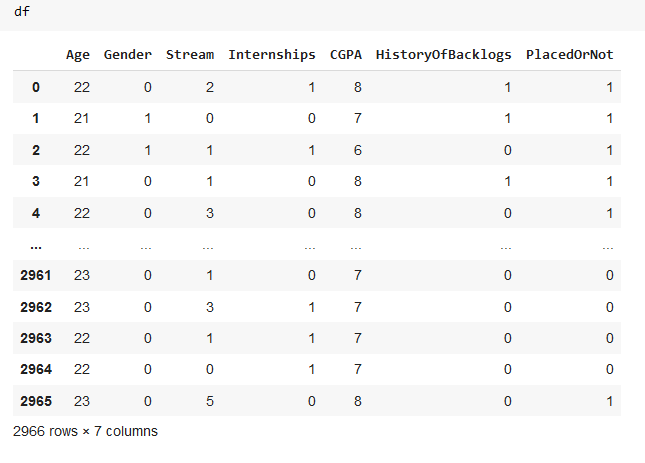 df
Age Gender Stream Internships CGPA HistoryOfBacklogs PlacedOrNot
0 22 0 2 1 8 1 1
1 21 1 0 0 7 1 1
2 22 1 1 1 6 0 1
3 21 0 1 0 8 1 1
4 22 0 3 0 8 0 1
... ... ... ... ... ... ... ...
2961 23 0 1 0 7 0 0
2962 23 0 3 1 7 0 0
2963 22 0 1 1 7 0 0
2964 22 0 0 1 7 0 0
2965 23 0 5 0 8 0 1
2966 rows × 7 columns